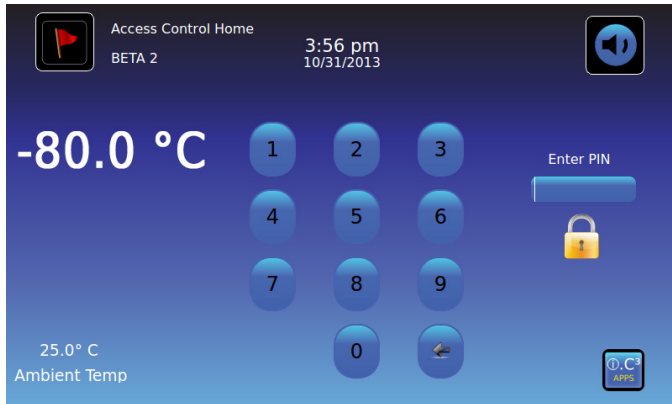 Access Control Home
BETA 2
3:56 pm
10/31/2013
-80.0 °C
1 2 3
Enter PIN
4 5 6
7 8 9
0
25.0° C
Ambient Temp
i.C³
APPS